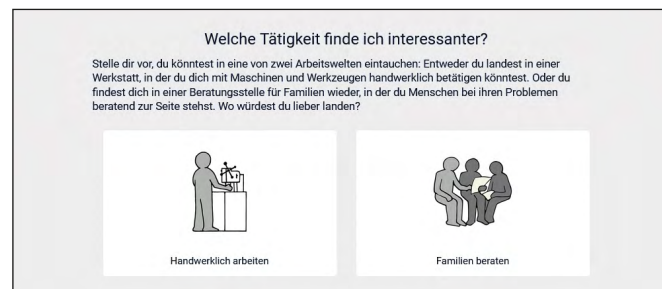 Welche Tätigkeit finde ich interessanter?
Stelle dir vor, du könntest in eine von zwei Arbeitswelten eintauchen: Entweder du landest in einer
Werkstatt, in der du dich mit Maschinen und Werkzeugen handwerklich betätigen könntest. Oder du
findest dich in einer Beratungsstelle für Familien wieder, in der du Menschen bei ihren Problemen
beratend zur Seite stehst. Wo würdest du lieber landen?
Handwerklich arbeiten
Familien beraten